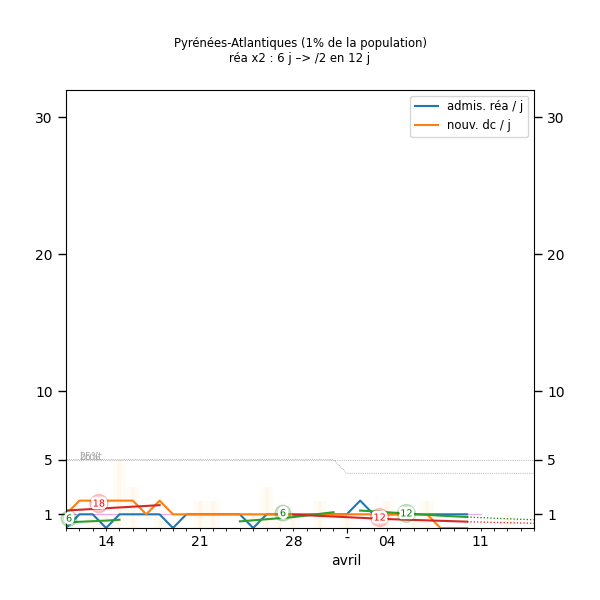 Pyrénées-Atlantiques (1% de la population)
réa x2 : 6 j –> /2 en 12 j
admis. réa / j
nouv. dc / j
30 30
20 20
10 10
5 5
1 1
18
6
6
12
12
14 21 28 - 04 11
avril